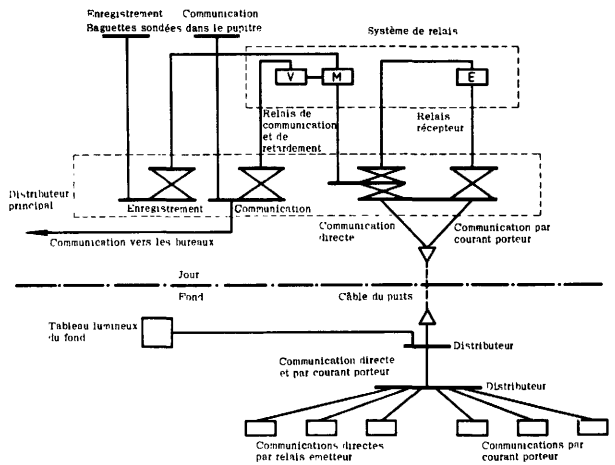 Enregistrement
Communication
Baguettes sondées dans le pupitre
Système de relais
V
M
E
Relais de
communication
et de
retardement
Relais
récepteur
Distributeur
principal
Enregistrement
Communication
Communication
directe
Communication par
courant porteur
Communication vers les bureaux
Jour
Fond
Câble du puits
Tableau lumineux
du fond
Distributeur
Communication directe
et par courant porteur
Distributeur
Communications directes
par relais emetteur
Communications par
courant porteur